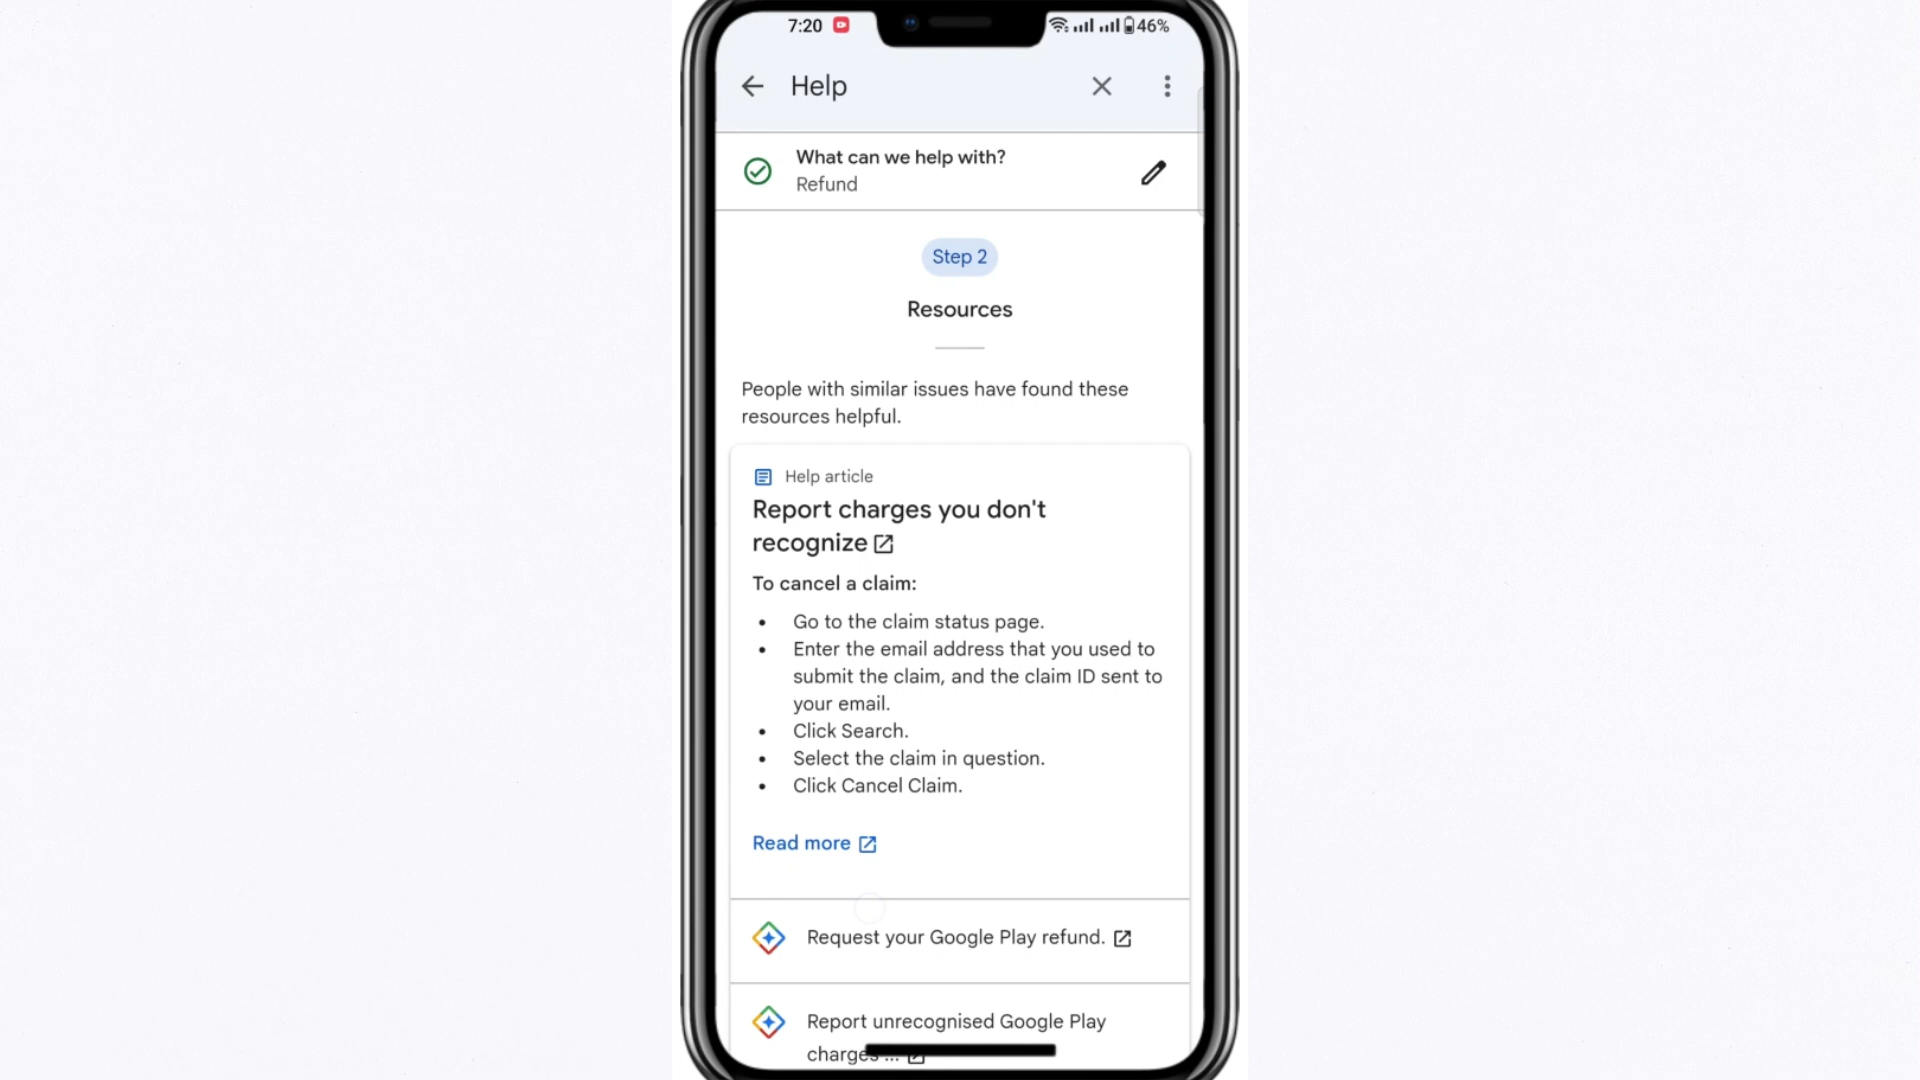 7:20
46%
Help
What can we help with?
Refund
Step 2
Resources
People with similar issues have found these
resources helpful.
Help article
Report charges you don't
recognize
To cancel a claim:
• Go to the claim status page.
• Enter the email address that you used to
submit the claim, and the claim ID sent to
your email.
• Click Search.
• Select the claim in question.
• Click Cancel Claim.
Read more
Request your Google Play refund.
Report unrecognised Google Play
charges ...